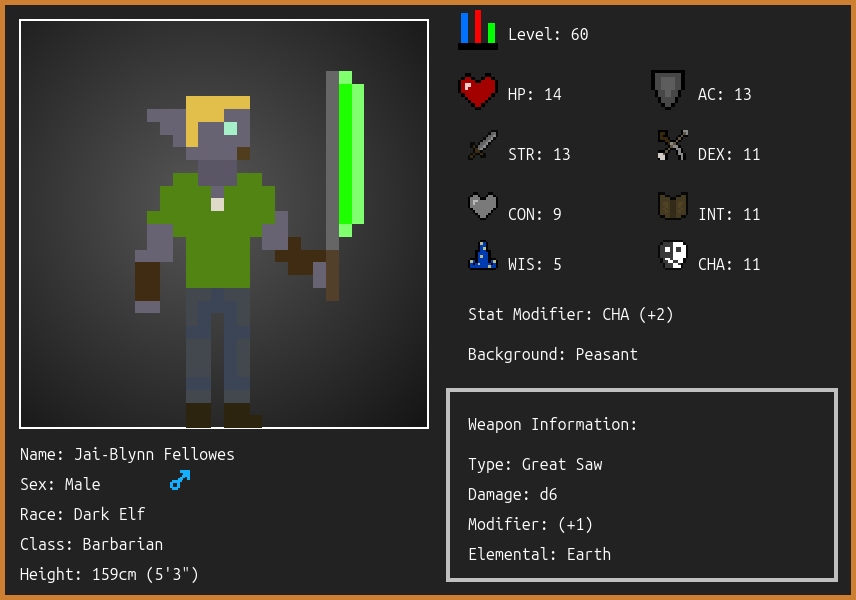 Level: 60
HP: 14
AC: 13
STR: 13
DEX: 11
CON: 9
INT: 11
WIS: 5
CHA: 11
Stat Modifier: CHA (+2)
Background: Peasant
Weapon Information:
Type: Great Saw
Damage: d6
Modifier: (+1)
Elemental: Earth
Name: Jai-Blynn Fellowes
Sex: Male
Race: Dark Elf
Class: Barbarian
Height: 159cm (5'3")